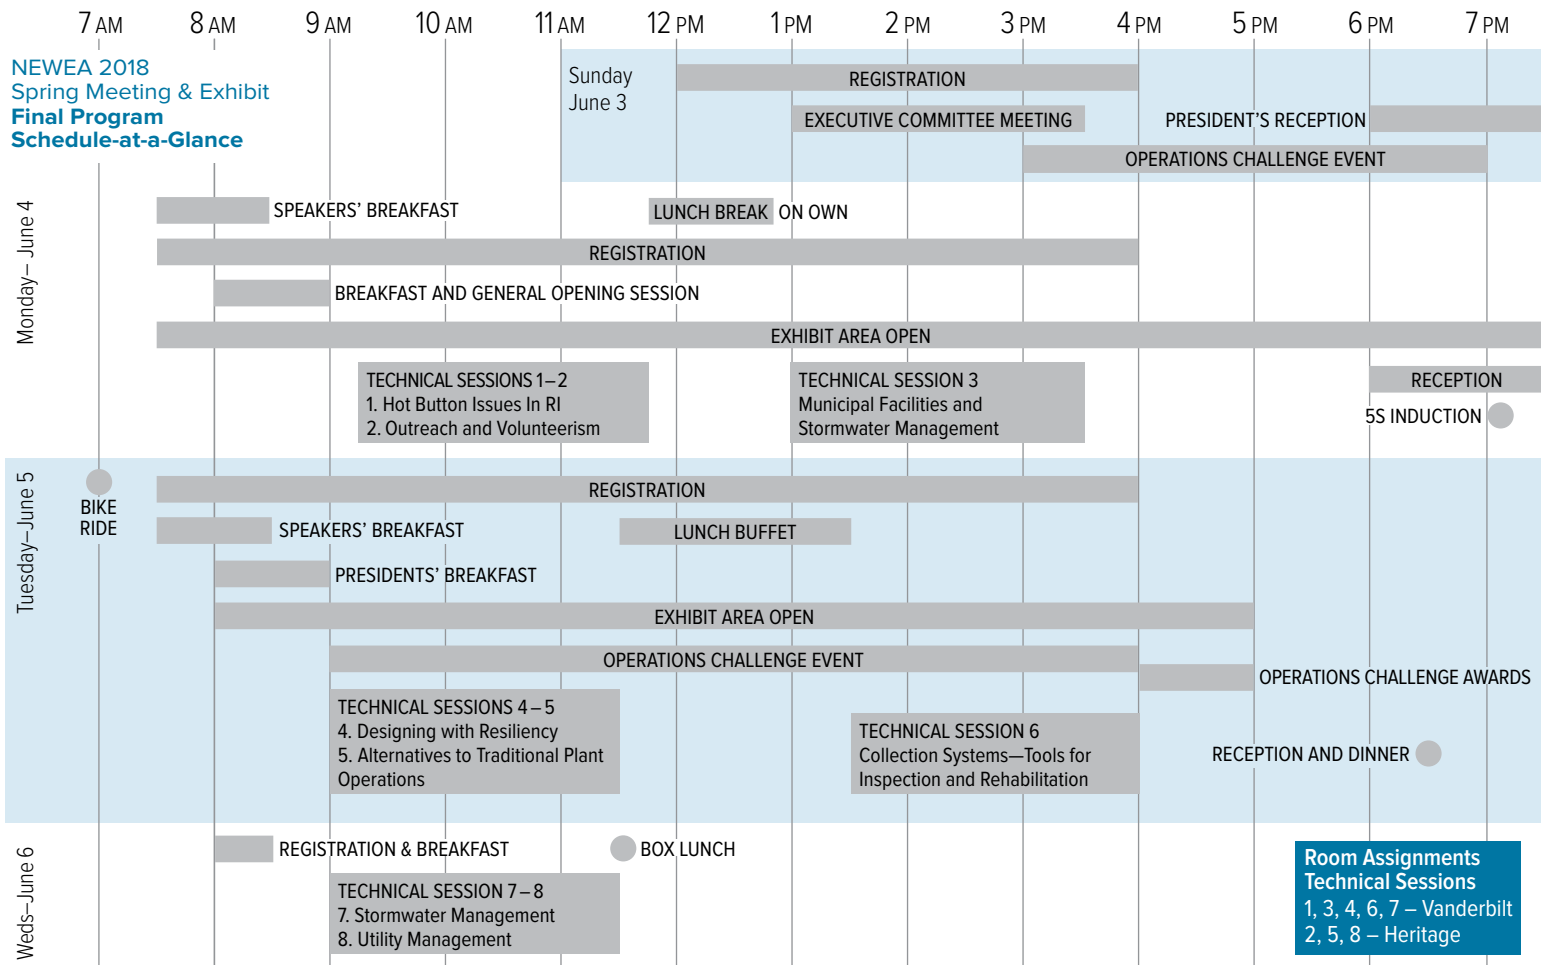 7 AM 8 AM 9 AM 10 AM 11 AM 12 PM 1 PM 2 PM 3 PM 4 PM 5 PM 6 PM 7 PM
NEWEA 2018
Spring Meeting & Exhibit
Final Program
Schedule-at-a-Glance
Sunday
June 3
REGISTRATION
EXECUTIVE COMMITTEE MEETING
PRESIDENT’S RECEPTION
OPERATIONS CHALLENGE EVENT
Monday– June 4
SPEAKERS’ BREAKFAST
LUNCH BREAK ON OWN
REGISTRATION
BREAKFAST AND GENERAL OPENING SESSION
EXHIBIT AREA OPEN
TECHNICAL SESSIONS 1–2
1. Hot Button Issues In RI
2. Outreach and Volunteerism
TECHNICAL SESSION 3
Municipal Facilities and
Stormwater Management
RECEPTION
5S INDUCTION
Tuesday–June 5
BIKE
RIDE
REGISTRATION
SPEAKERS’ BREAKFAST
LUNCH BUFFET
PRESIDENTS’ BREAKFAST
EXHIBIT AREA OPEN
OPERATIONS CHALLENGE EVENT
OPERATIONS CHALLENGE AWARDS
TECHNICAL SESSIONS 4–5
4. Designing with Resiliency
5. Alternatives to Traditional Plant
Operations
TECHNICAL SESSION 6
Collection Systems—Tools for
Inspection and Rehabilitation
RECEPTION AND DINNER
Weds–June 6
REGISTRATION & BREAKFAST
BOX LUNCH
TECHNICAL SESSION 7–8
7. Stormwater Management
8. Utility Management
Room Assignments
Technical Sessions
1, 3, 4, 6, 7 – Vanderbilt
2, 5, 8 – Heritage